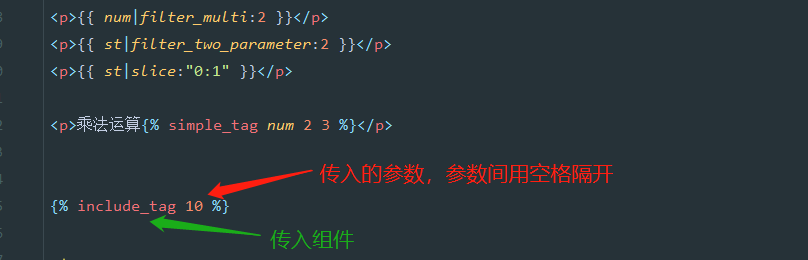 <p>{{ num|filter_multi:2 }}</p>
<p>{{ st|filter_two_parameter:2 }}</p>
<p>{{ st|slice:"0:1" }}</p>
<p>乘法运算{% simple_tag num 2 3 %}</p>
传入的参数，参数间用空格隔开
{% include_tag 10 %}
传入组件